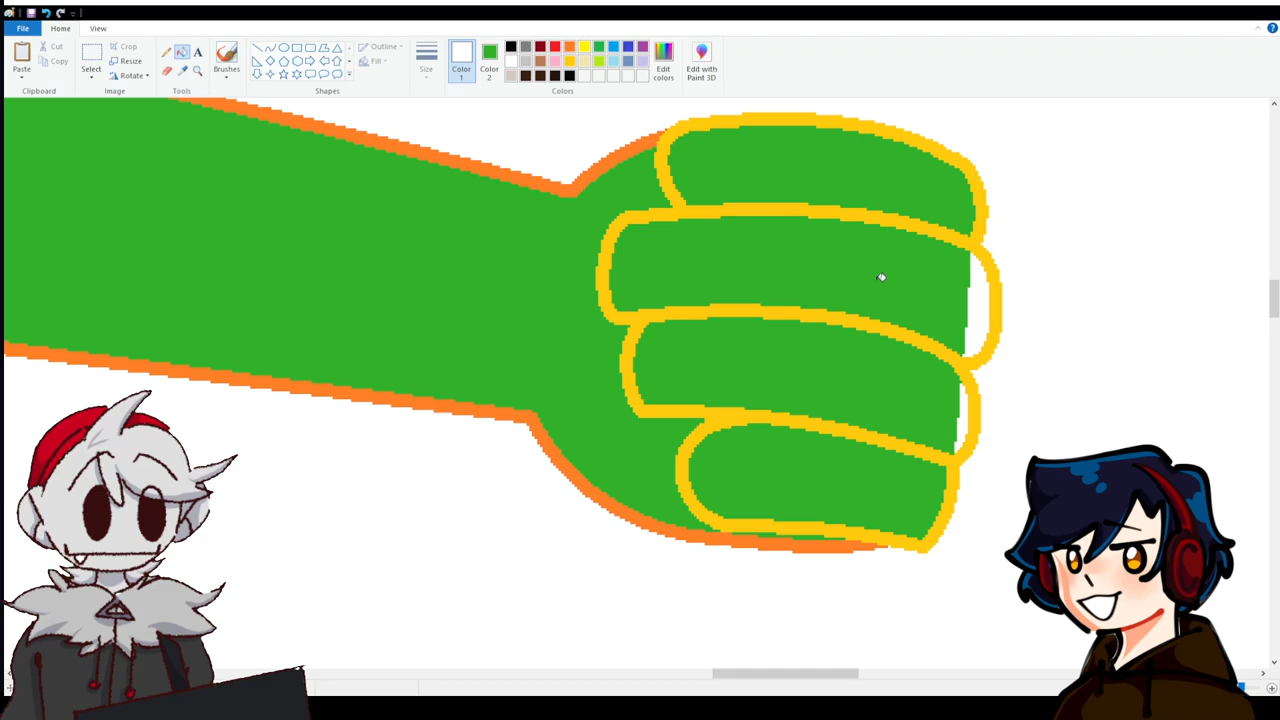 File Home View
Paste
Cut
Copy
Clipboard
Select
Crop
Resize
Rotate
Image
A
Tools
Brushes
Outline
Fill
Shapes
Size
Color
1
Color
2
Edit
colors
Colors
Edit with
Paint 3D